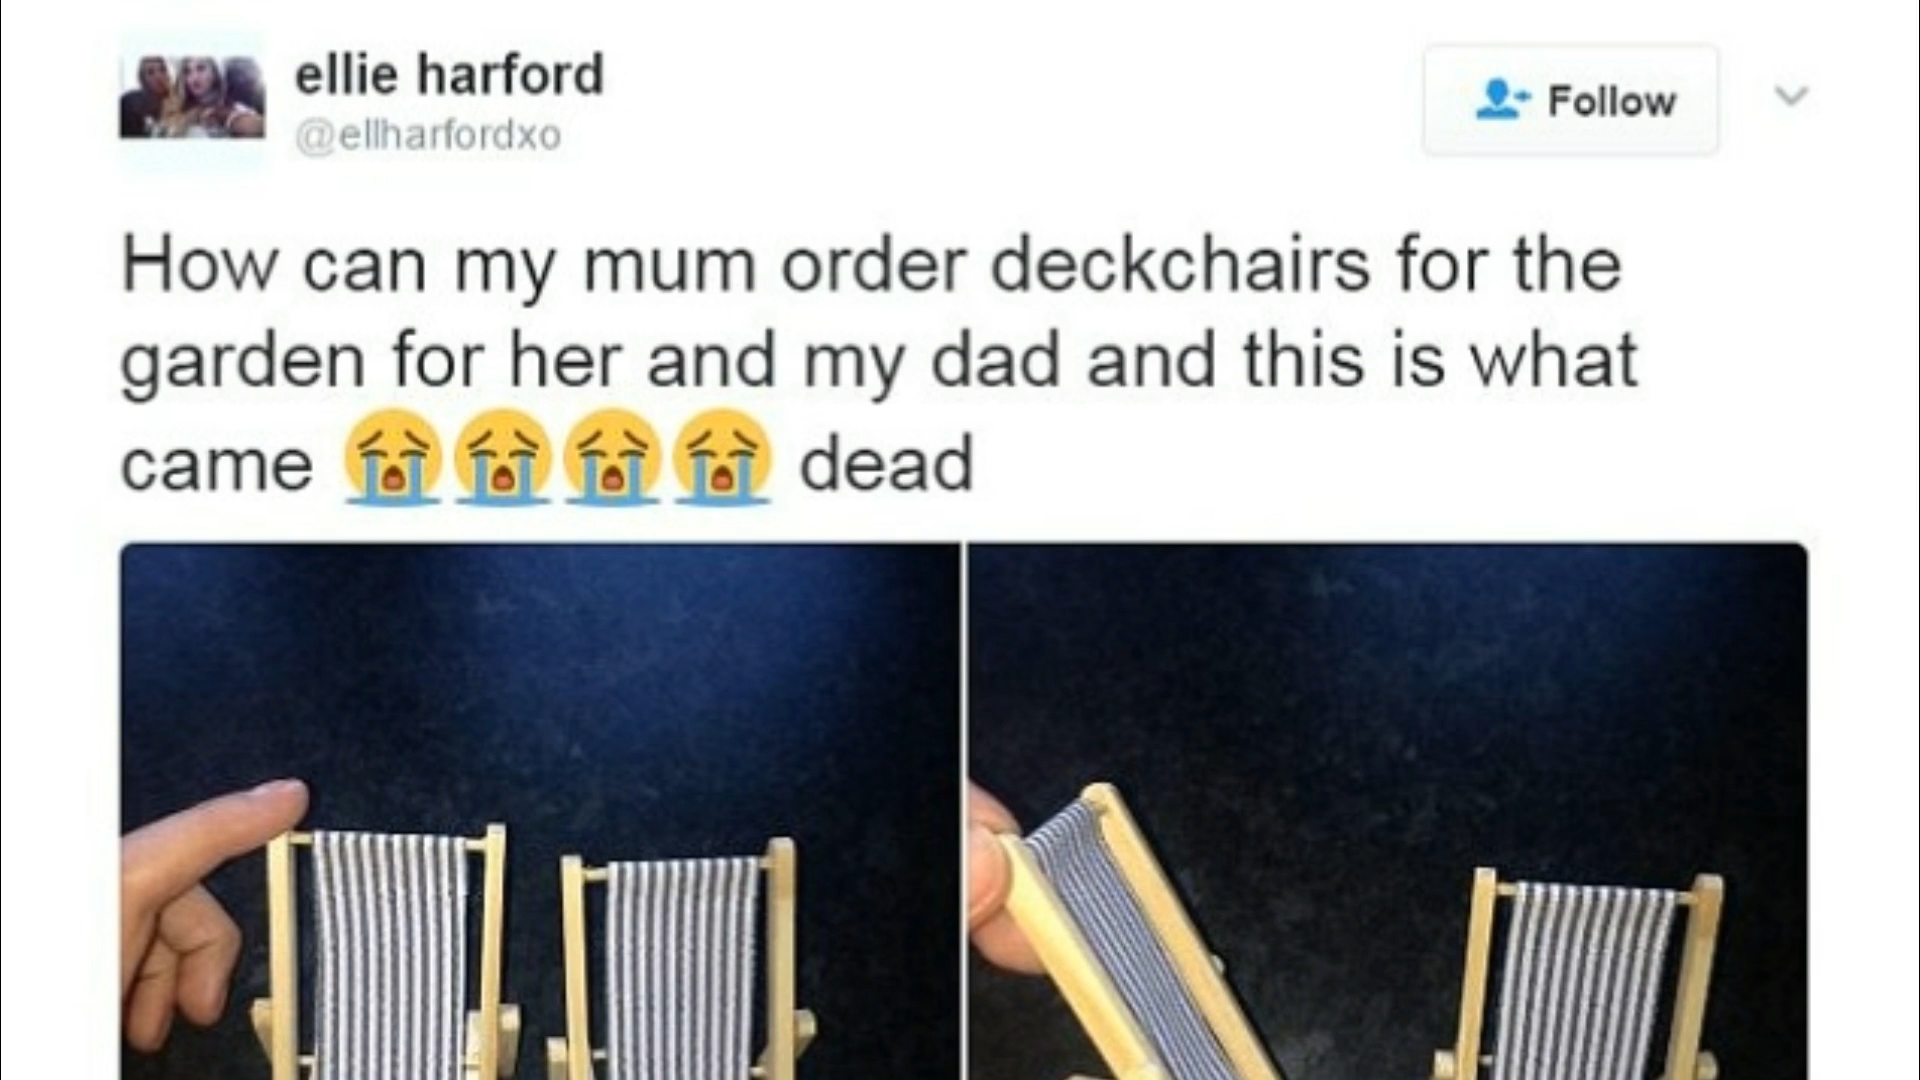 ellie harford
@ellharfordxo
Follow
How can my mum order deckchairs for the
garden for her and my dad and this is what
came 😭😭😭😭 dead